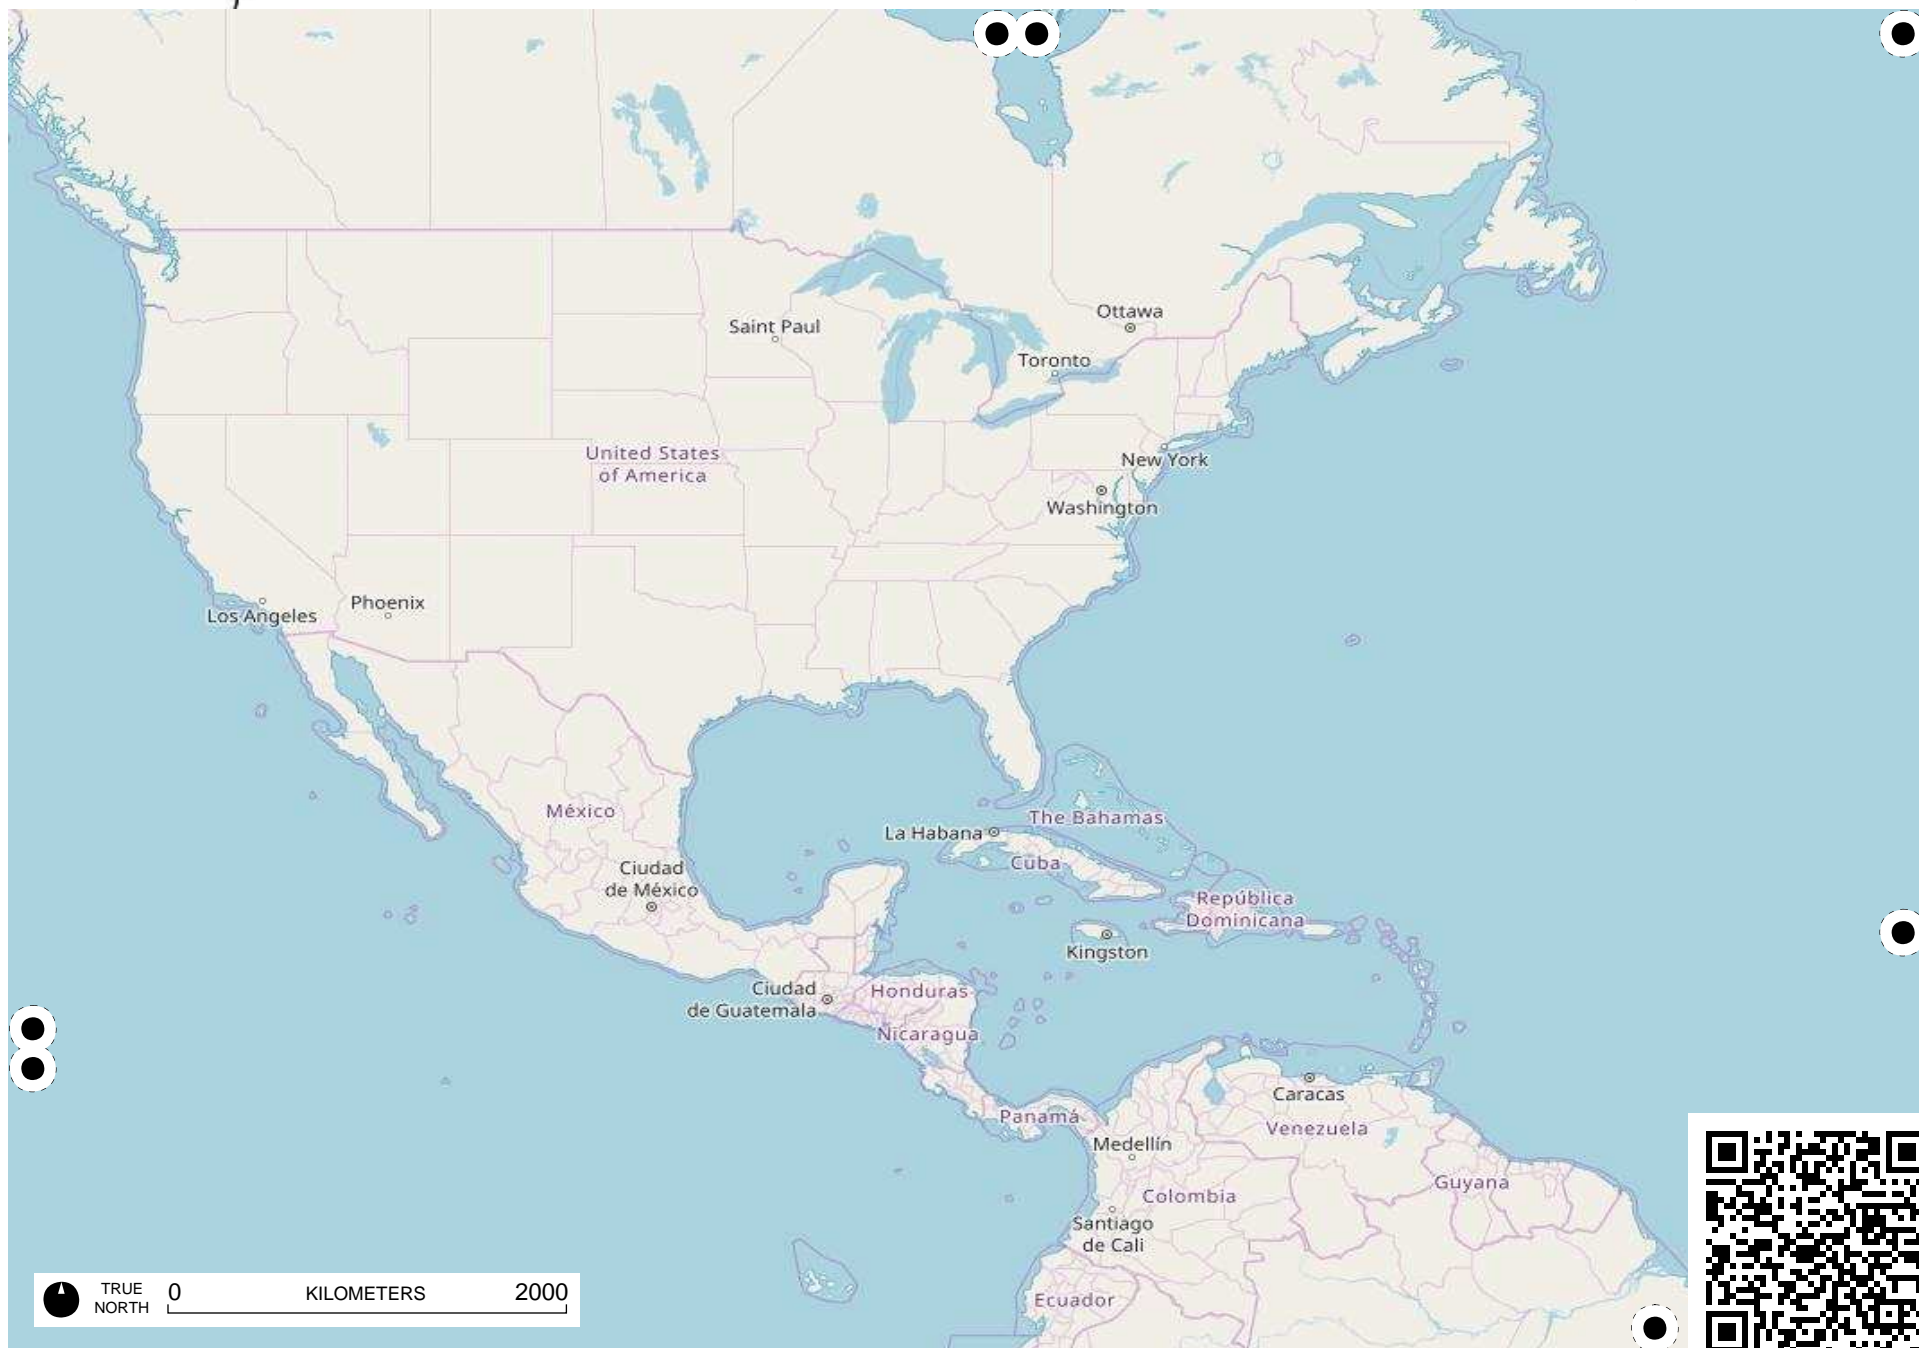 Ottawa
Saint Paul
Toronto
United States
of America
New York
Washington
Phoenix
Los Angeles
México
The Bahamas
La Habana
Cuba
Ciudad
de México
República
Dominicana
Kingston
Ciudad
de Guatemala
Honduras
Nicaragua
Caracas
Panamá
Venezuela
Medellín
Guyana
Colombia
Santiago
de Cali
Ecuador
TRUE
NORTH
0 KILOMETERS 2000